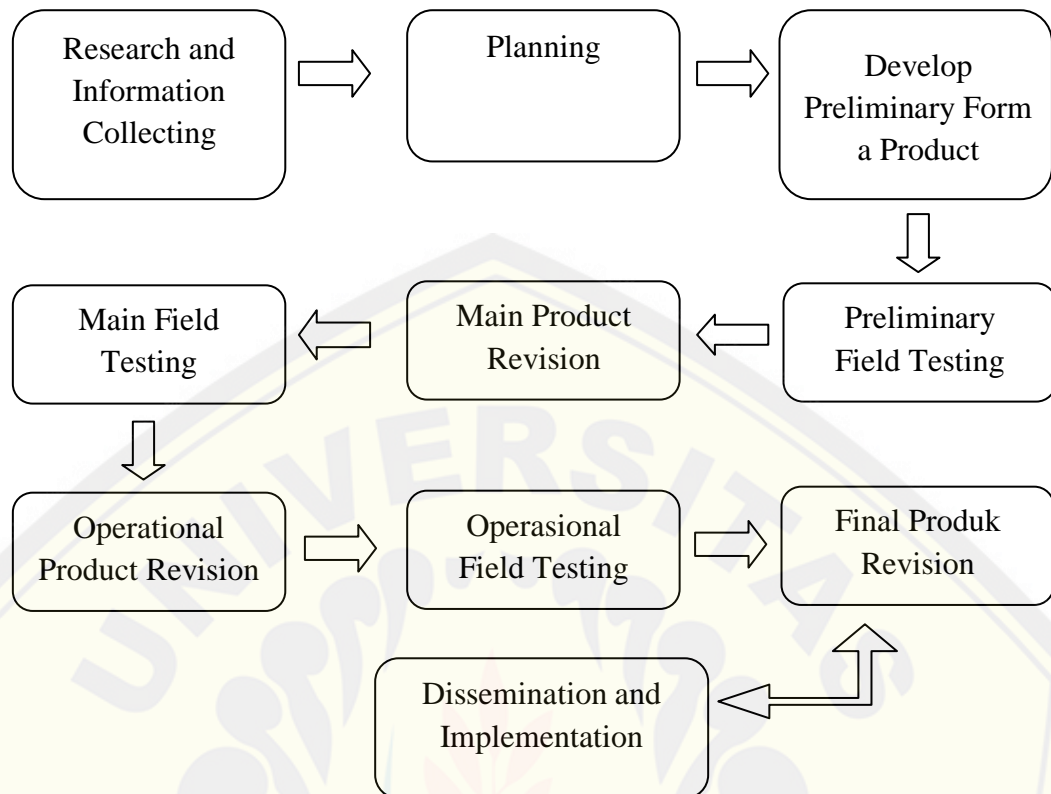 Research and
Information
Collecting
Planning
Develop
Preliminary Form
a Product
Main Field
Testing
Main Product
Revision
Preliminary
Field Testing
Operational
Product Revision
Operasional
Field Testing
Final Produk
Revision
Dissemination and
Implementation
UNIVERSITAS